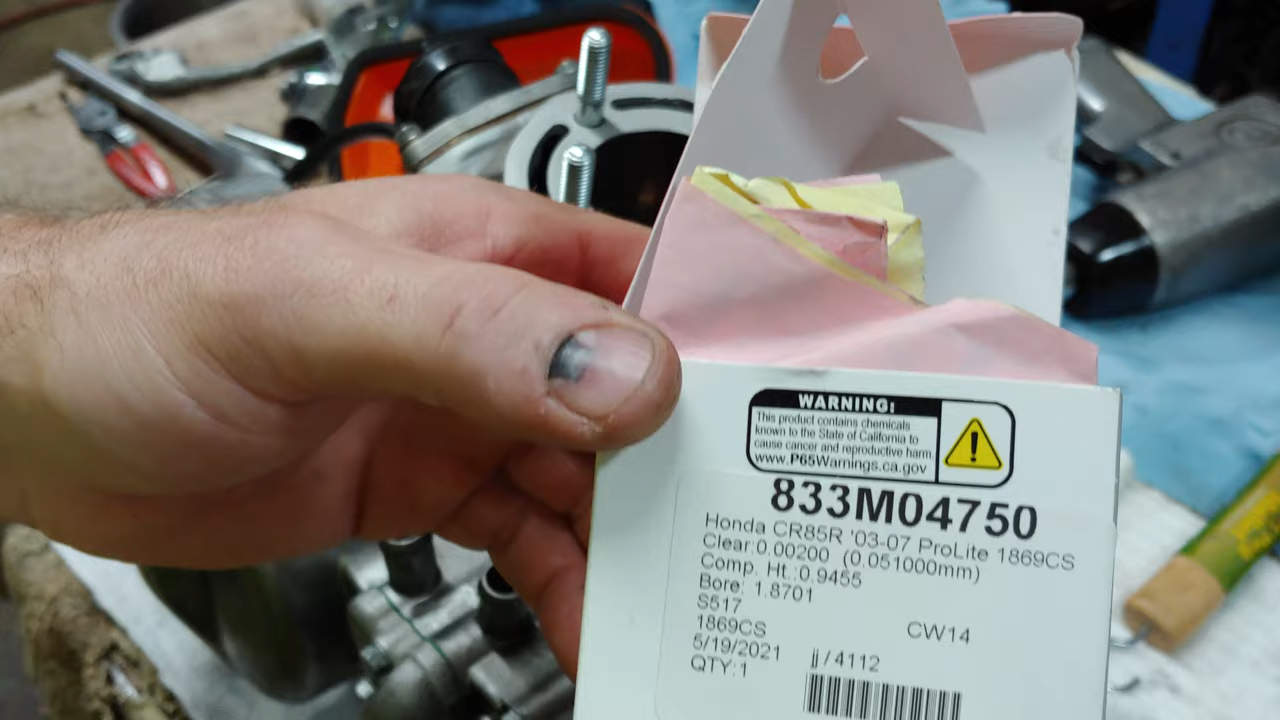 WARNING:
This product contains chemicals
known to the State of California to
cause cancer and reproductive harm
www.P65Warnings.ca.gov
833M04750
Honda CR85R '03-07 ProLite 1869CS
Clear:0.00200 (0.051000mm)
Comp. Ht.:0.9455
Bore: 1.8701
S517
1869CS CW14
5/19/2021 jj/4112
QTY:1